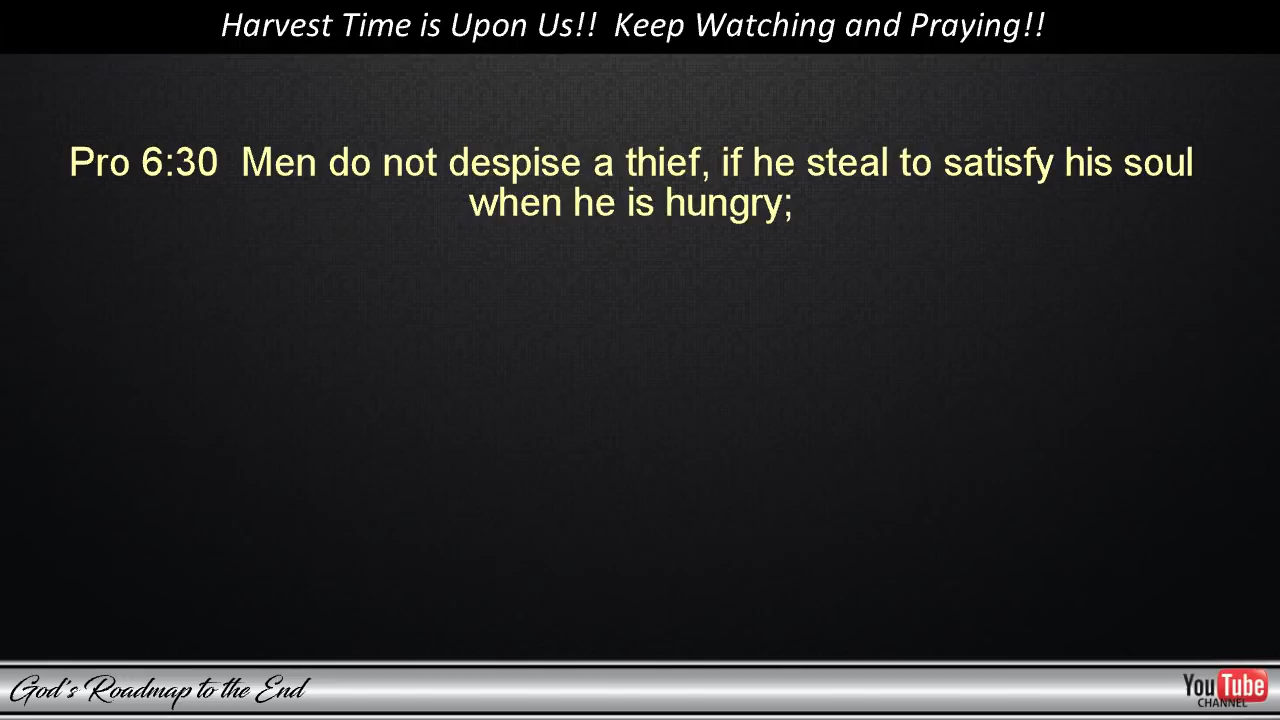 Harvest Time is Upon Us!!  Keep Watching and Praying!!
Pro 6:30  Men do not despise a thief, if he steal to satisfy his soul
when he is hungry;
God's Roadmap to the End
YouTube
CHANNEL